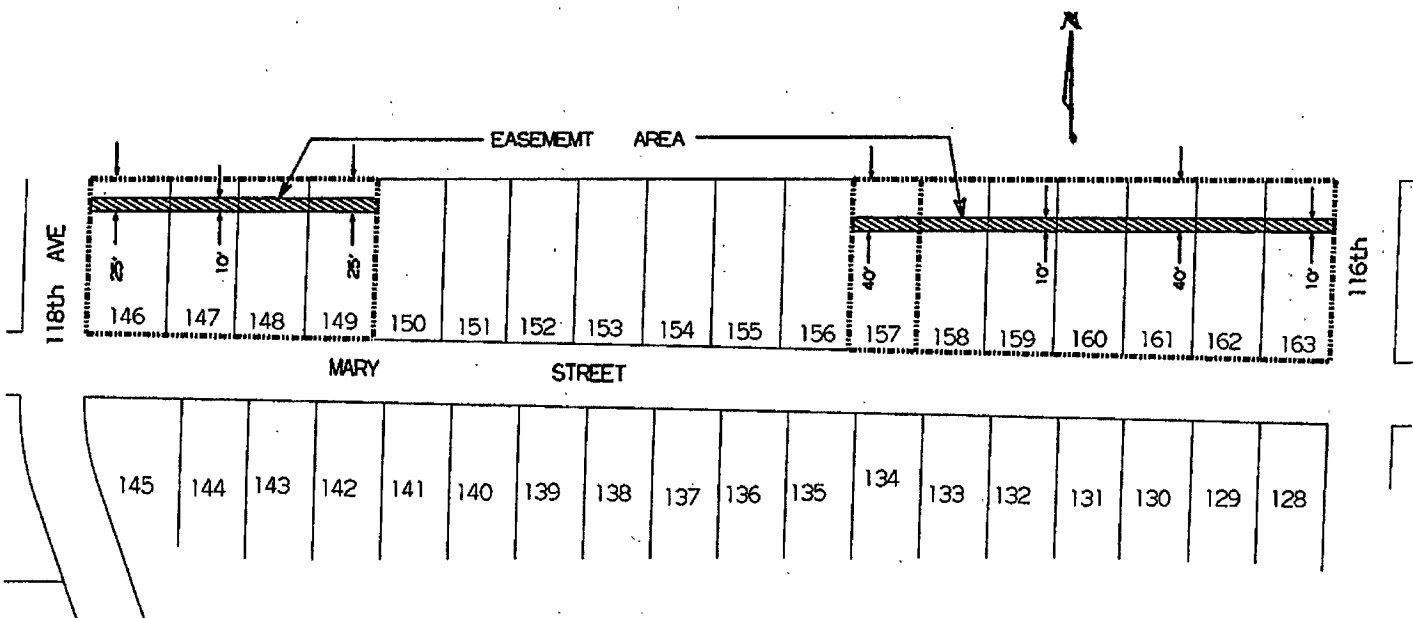 N
EASEMEMT AREA
118th AVE
116th
25'
10'
25'
40'
10'
40'
10'
146 147 148 149 150 151 152 153 154 155 156 157 158 159 160 161 162 163
MARY STREET
145 144 143 142 141 140 139 138 137 136 135 134 133 132 131 130 129 128